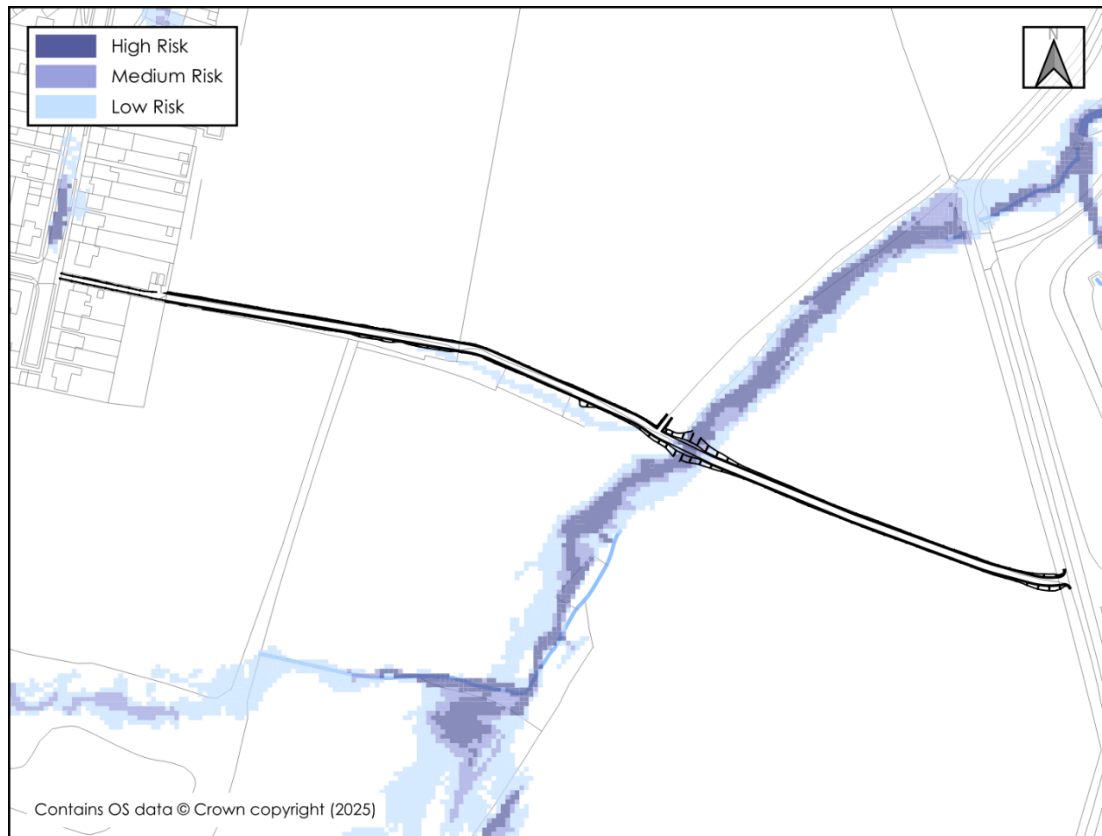 High Risk
Medium Risk
Low Risk
N
Contains OS data © Crown copyright (2025)